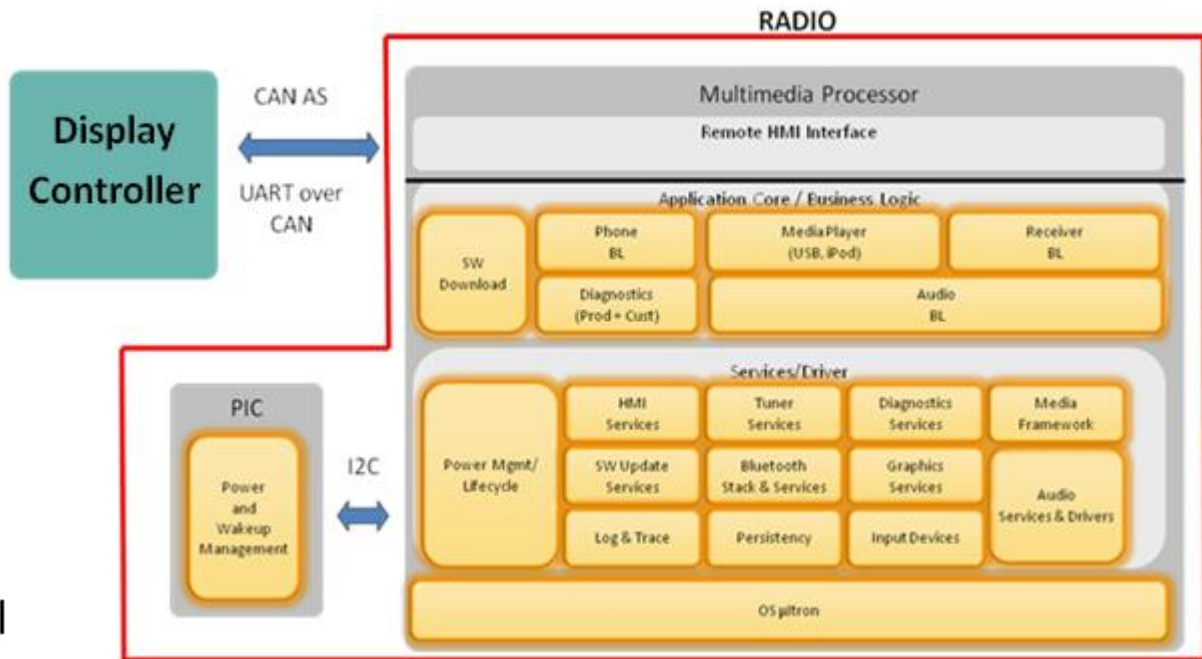 RADIO
Display
Controller
CAN AS
UART over
CAN
Multimedia Processor
Remote HMI Interface
Application Core / Business Logic
SW
Download
Phone
BL
Media Player
(USB, iPod)
Receiver
BL
Diagnostics
(Prod + Cust)
Audio
BL
PIC
Power
and
Wakeup
Management
I2C
Services/Driver
Power Mgmt/
Lifecycle
HMI
Services
Tuner
Services
Diagnostics
Services
Media
Framework
SW Update
Services
Bluetooth
Stack & Services
Graphics
Services
Audio
Services & Drivers
Log & Trace
Persistency
Input Devices
OS µItron